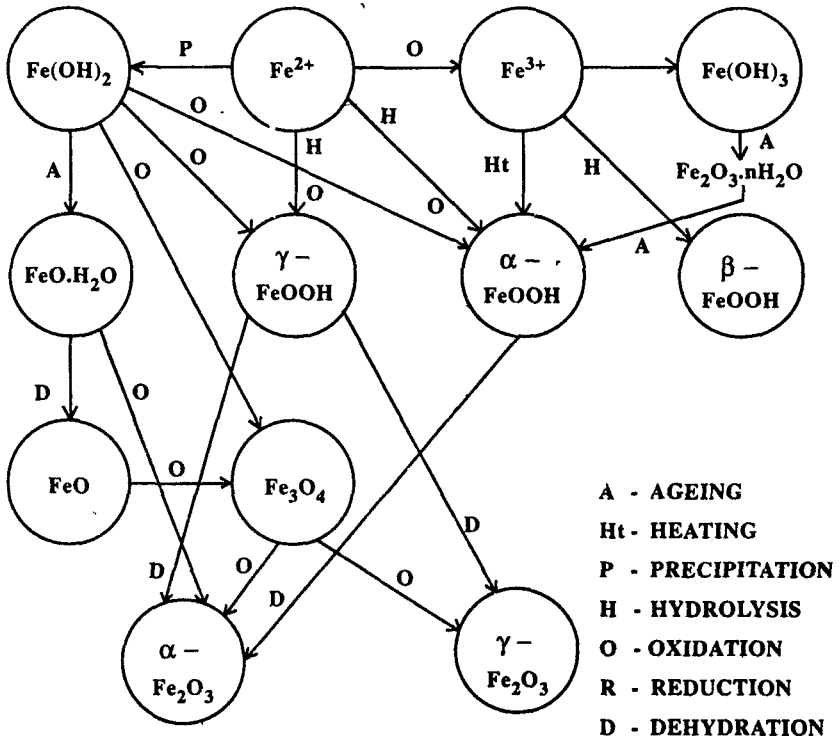 P
O
Fe(OH)₂
Fe²⁺
Fe³⁺
Fe(OH)₃
O
H
A
O
O
H
Ht
H
A
Fe₂O₃.nH₂O
O
O
A
FeO.H₂O
γ –
FeOOH
α –
FeOOH
β –
FeOOH
D
O
FeO
O
Fe₃O₄
D
D
O
O
D
α –
Fe₂O₃
γ –
Fe₂O₃
A - AGEING
Ht - HEATING
P - PRECIPITATION
H - HYDROLYSIS
O - OXIDATION
R - REDUCTION
D - DEHYDRATION